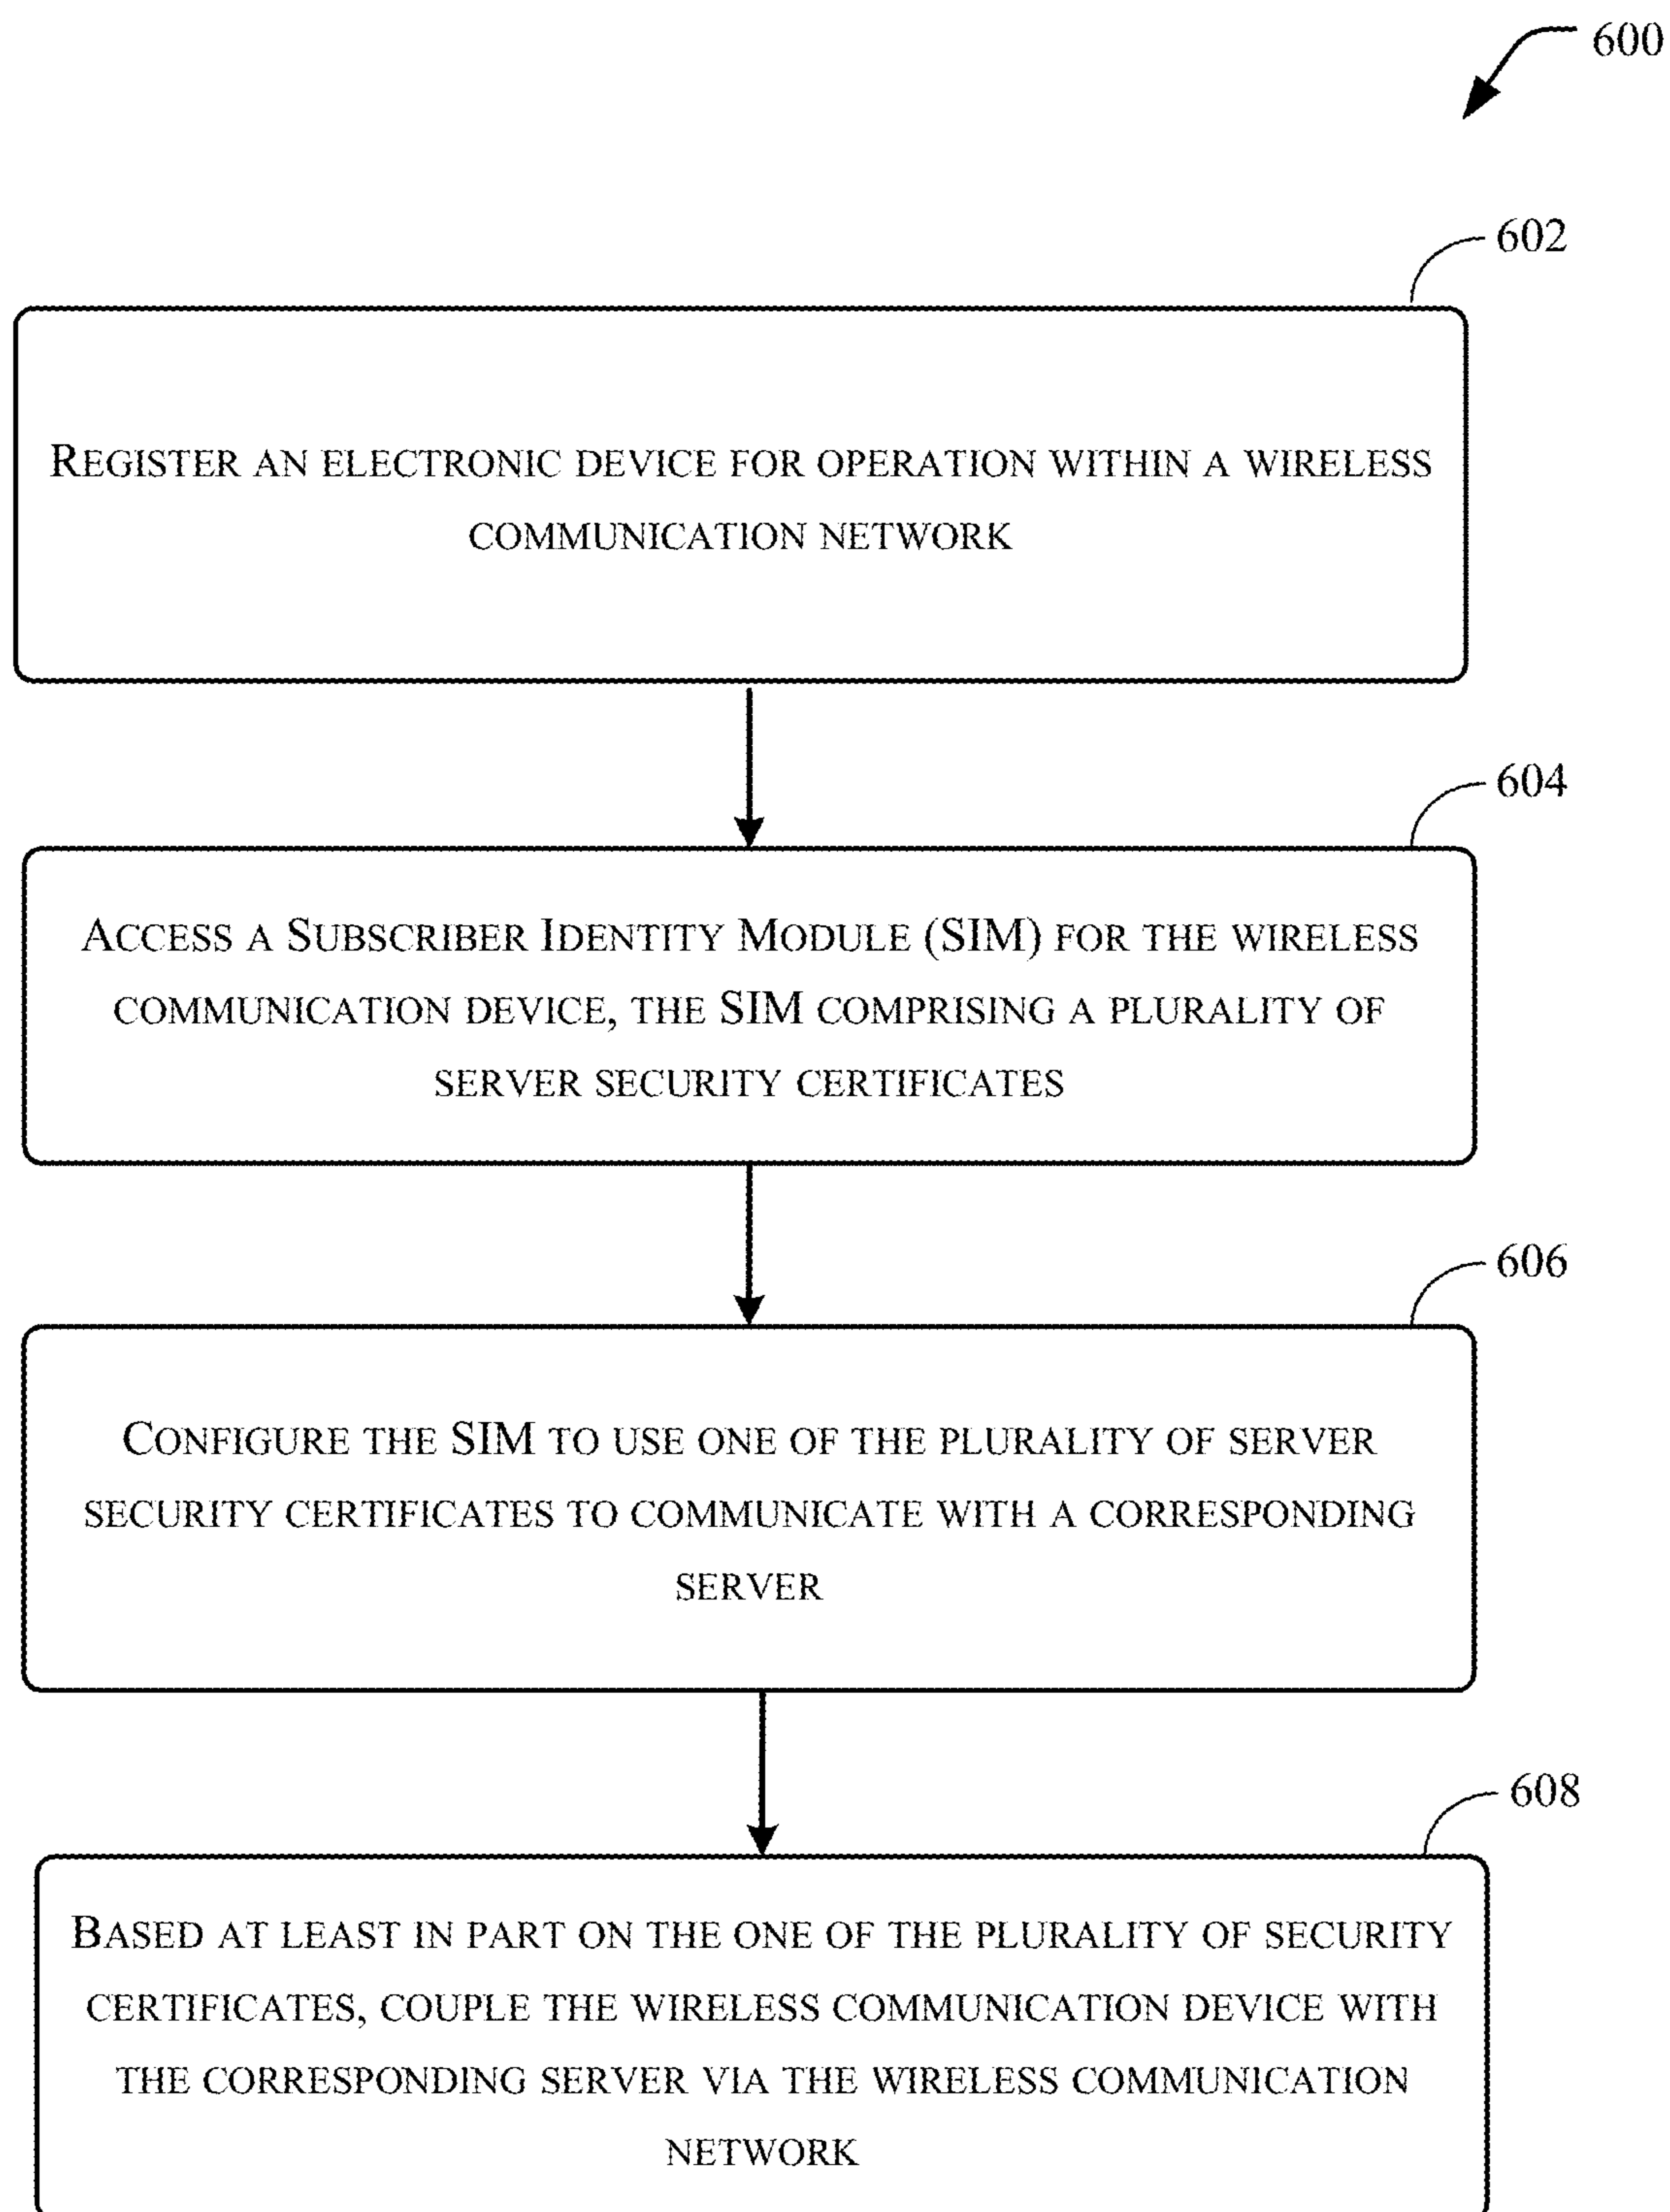 600
602
REGISTER AN ELECTRONIC DEVICE FOR OPERATION WITHIN A WIRELESS
COMMUNICATION NETWORK
604
ACCESS A SUBSCRIBER IDENTITY MODULE (SIM) FOR THE WIRELESS
COMMUNICATION DEVICE, THE SIM COMPRISING A PLURALITY OF
SERVER SECURITY CERTIFICATES
606
CONFIGURE THE SIM TO USE ONE OF THE PLURALITY OF SERVER
SECURITY CERTIFICATES TO COMMUNICATE WITH A CORRESPONDING
SERVER
608
BASED AT LEAST IN PART ON THE ONE OF THE PLURALITY OF SECURITY
CERTIFICATES, COUPLE THE WIRELESS COMMUNICATION DEVICE WITH
THE CORRESPONDING SERVER VIA THE WIRELESS COMMUNICATION
NETWORK